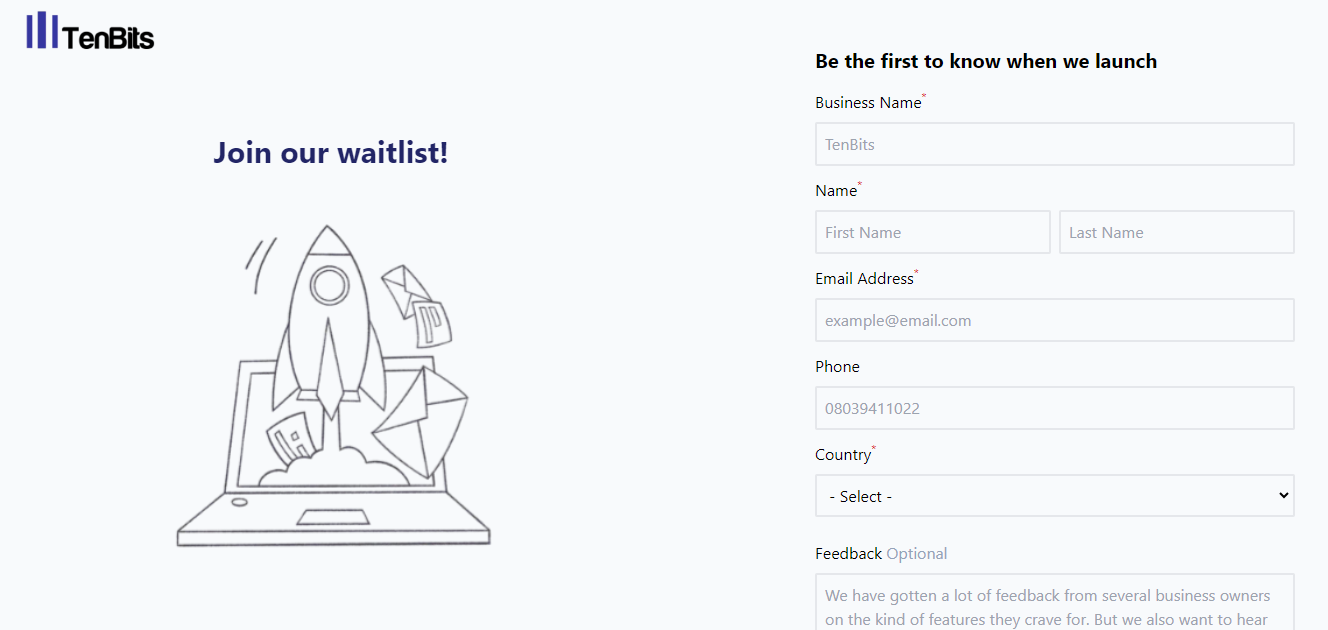 TenBits
Join our waitlist!
Be the first to know when we launch
Business Name*
TenBits
Name*
First Name
Last Name
Email Address*
example@email.com
Phone
08039411022
Country*
- Select -
Feedback Optional
We have gotten a lot of feedback from several business owners
on the kind of features they crave for. But we also want to hear